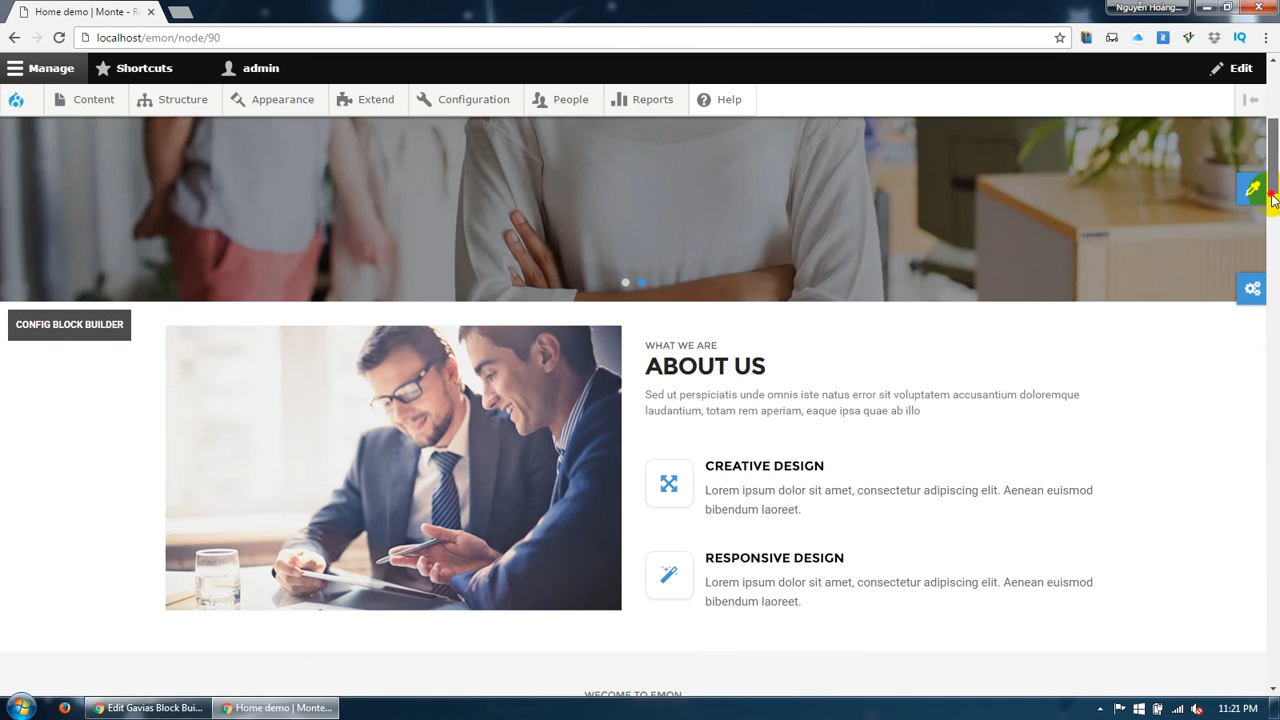 Home demo | Monte - R
Nguyen Hoang...
localhost/emon/node/90
Manage
Shortcuts
admin
Edit
Content
Structure
Appearance
Extend
Configuration
People
Reports
Help
CONFIG BLOCK BUILDER
WHAT WE ARE
ABOUT US
Sed ut perspiciatis unde omnis iste natus error sit voluptatem accusantium doloremque
laudantium, totam rem aperiam, eaque ipsa quae ab illo
CREATIVE DESIGN
Lorem ipsum dolor sit amet, consectetur adipiscing elit. Aenean euismod
bibendum laoreet.
RESPONSIVE DESIGN
Lorem ipsum dolor sit amet, consectetur adipiscing elit. Aenean euismod
bibendum laoreet.
WECOME TO EMON
Edit Gavias Block Bui...
Home demo | Monte...
11:21 PM